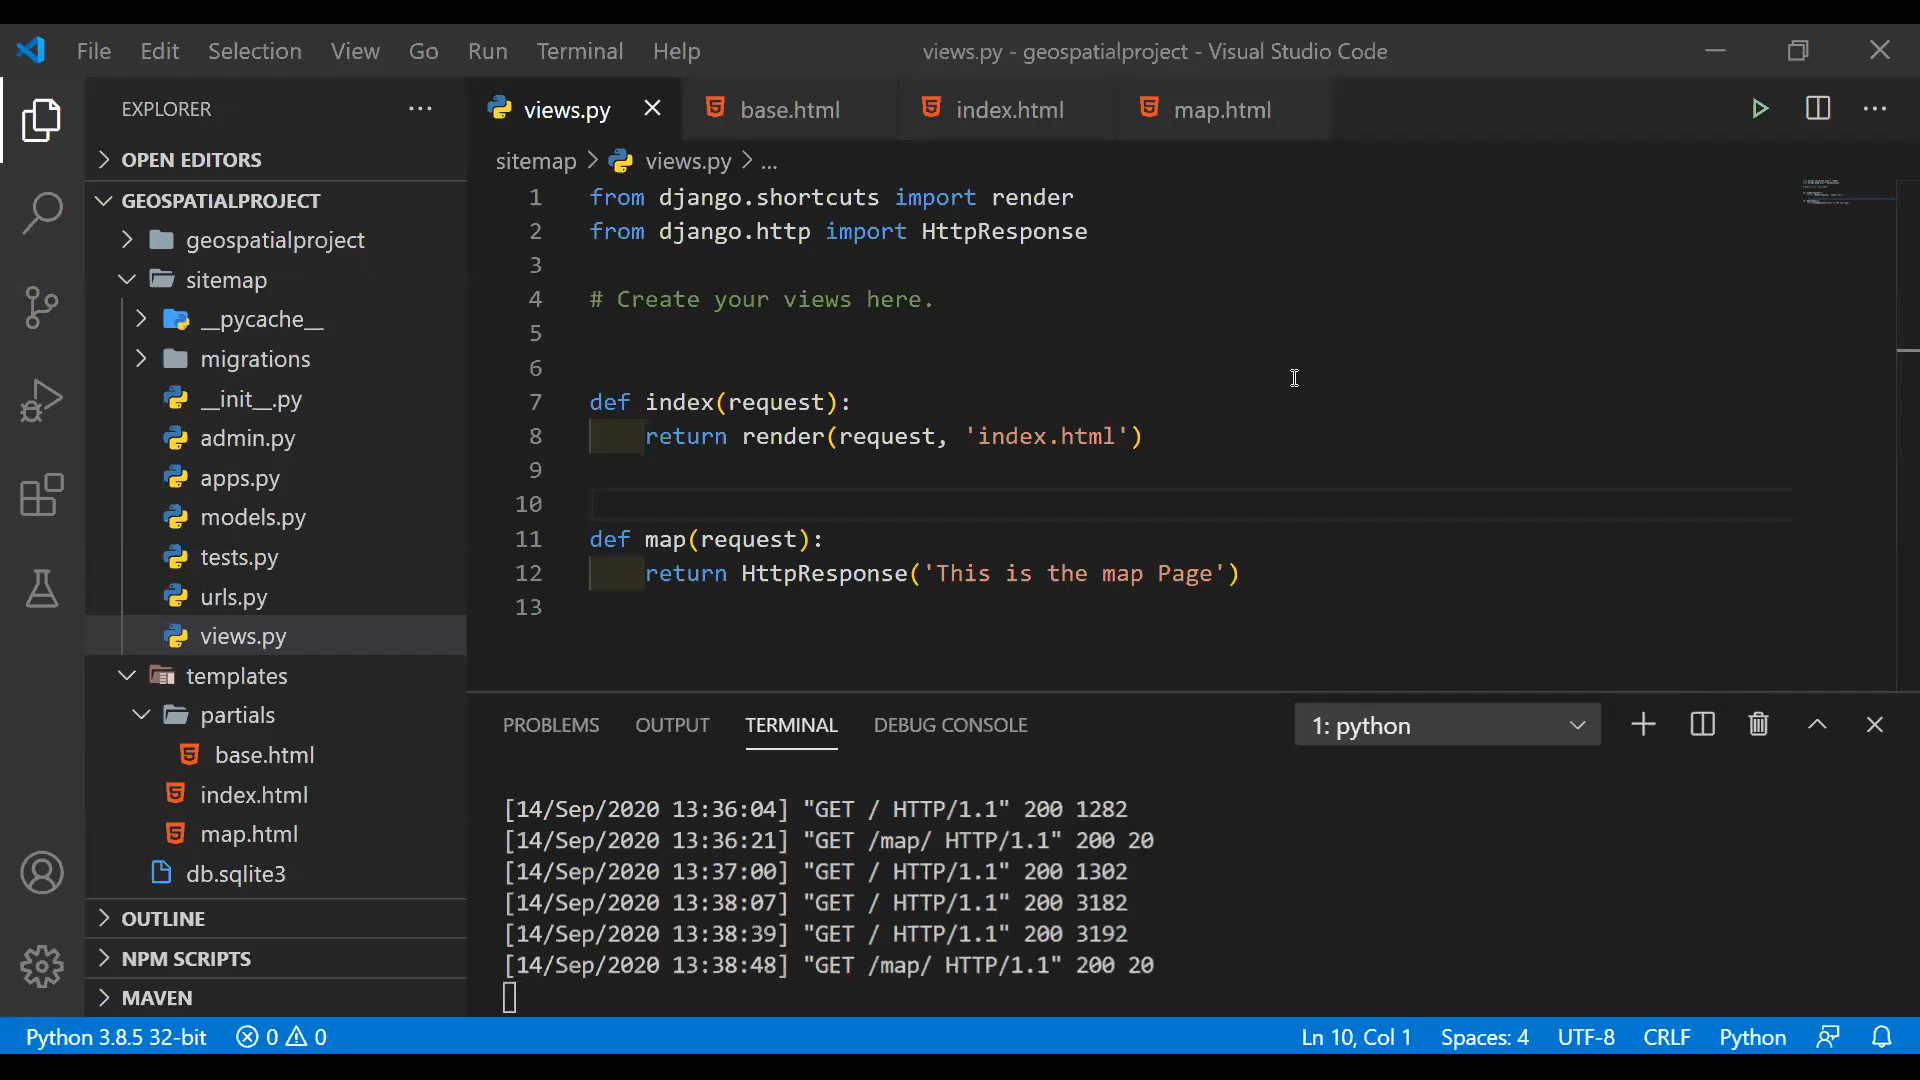 File Edit Selection View Go Run Terminal Help views.py - geospatialproject - Visual Studio Code
EXPLORER
OPEN EDITORS
GEOSPATIALPROJECT
geospatialproject
sitemap
__pycache__
migrations
__init__.py
admin.py
apps.py
models.py
tests.py
urls.py
views.py
templates
partials
base.html
index.html
map.html
db.sqlite3
OUTLINE
NPM SCRIPTS
MAVEN
views.py base.html index.html map.html
sitemap > views.py > ...
1 from django.shortcuts import render
2 from django.http import HttpResponse
3
4 # Create your views here.
5
6
7 def index(request):
8 return render(request, 'index.html')
9
10
11 def map(request):
12 return HttpResponse('This is the map Page')
13
PROBLEMS OUTPUT TERMINAL DEBUG CONSOLE 1: python
[14/Sep/2020 13:36:04] "GET / HTTP/1.1" 200 1282
[14/Sep/2020 13:36:21] "GET /map/ HTTP/1.1" 200 20
[14/Sep/2020 13:37:00] "GET / HTTP/1.1" 200 1302
[14/Sep/2020 13:38:07] "GET / HTTP/1.1" 200 3182
[14/Sep/2020 13:38:39] "GET / HTTP/1.1" 200 3192
[14/Sep/2020 13:38:48] "GET /map/ HTTP/1.1" 200 20
Python 3.8.5 32-bit 0 0 Ln 10, Col 1 Spaces: 4 UTF-8 CRLF Python